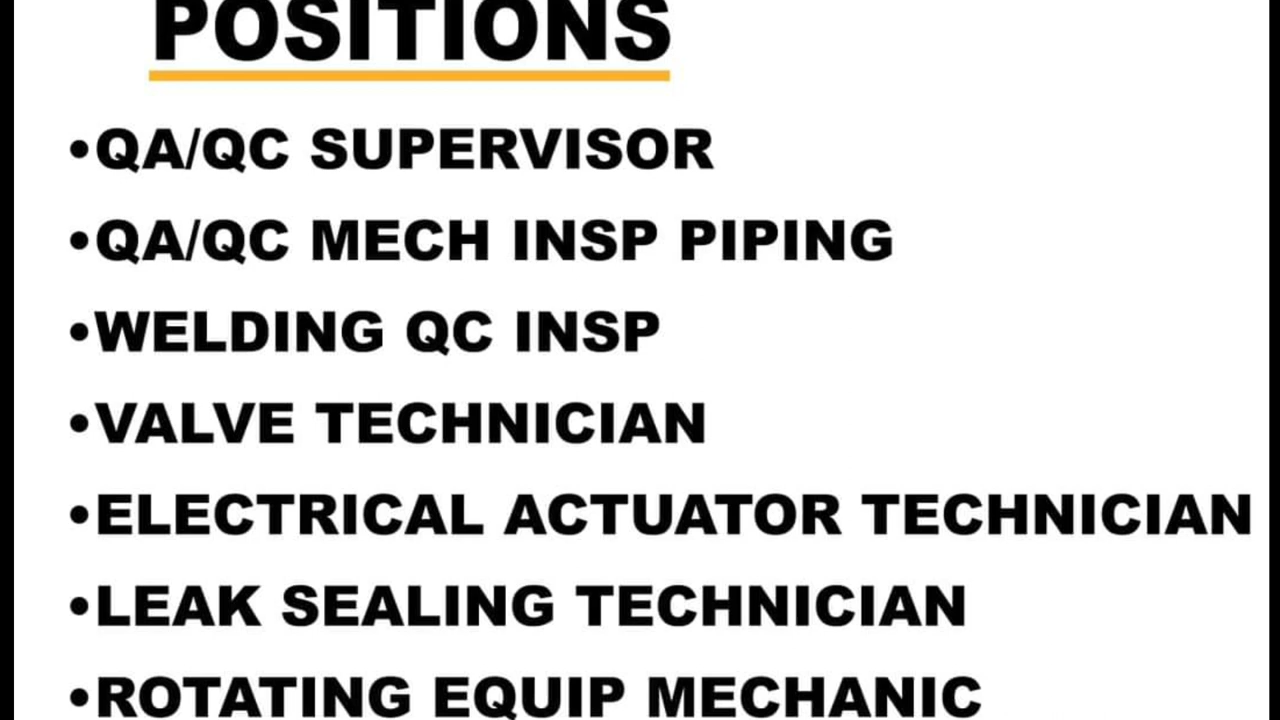 POSITIONS
•QA/QC SUPERVISOR
•QA/QC MECH INSP PIPING
•WELDING QC INSP
•VALVE TECHNICIAN
•ELECTRICAL ACTUATOR TECHNICIAN
•LEAK SEALING TECHNICIAN
•ROTATING EQUIP MECHANIC